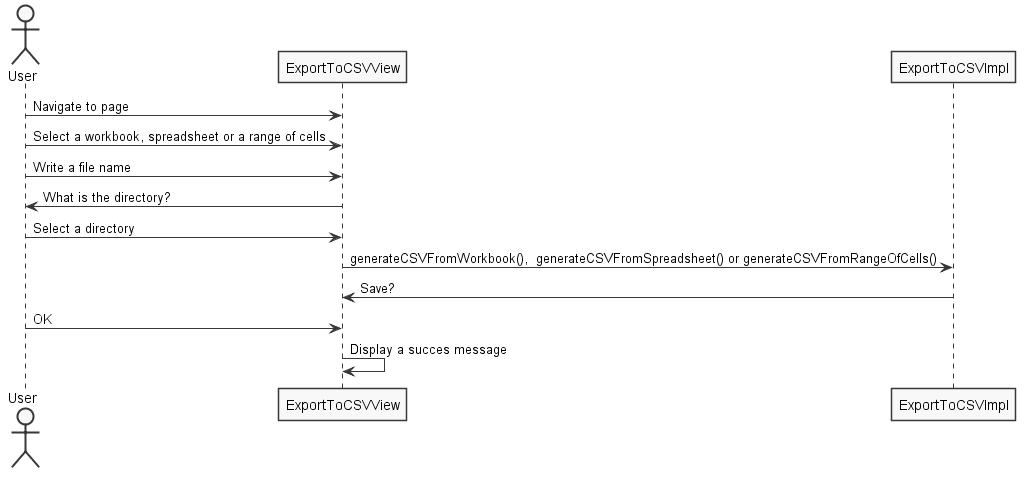 User
ExportToCSVView
ExportToCSVImpl
Navigate to page
Select a workbook, spreadsheet or a range of cells
Write a file name
What is the directory?
Select a directory
generateCSVFromWorkbook(),  generateCSVFromSpreadsheet() or generateCSVFromRangeOfCells()
Save?
OK
Display a succes message
User
ExportToCSVView
ExportToCSVImpl